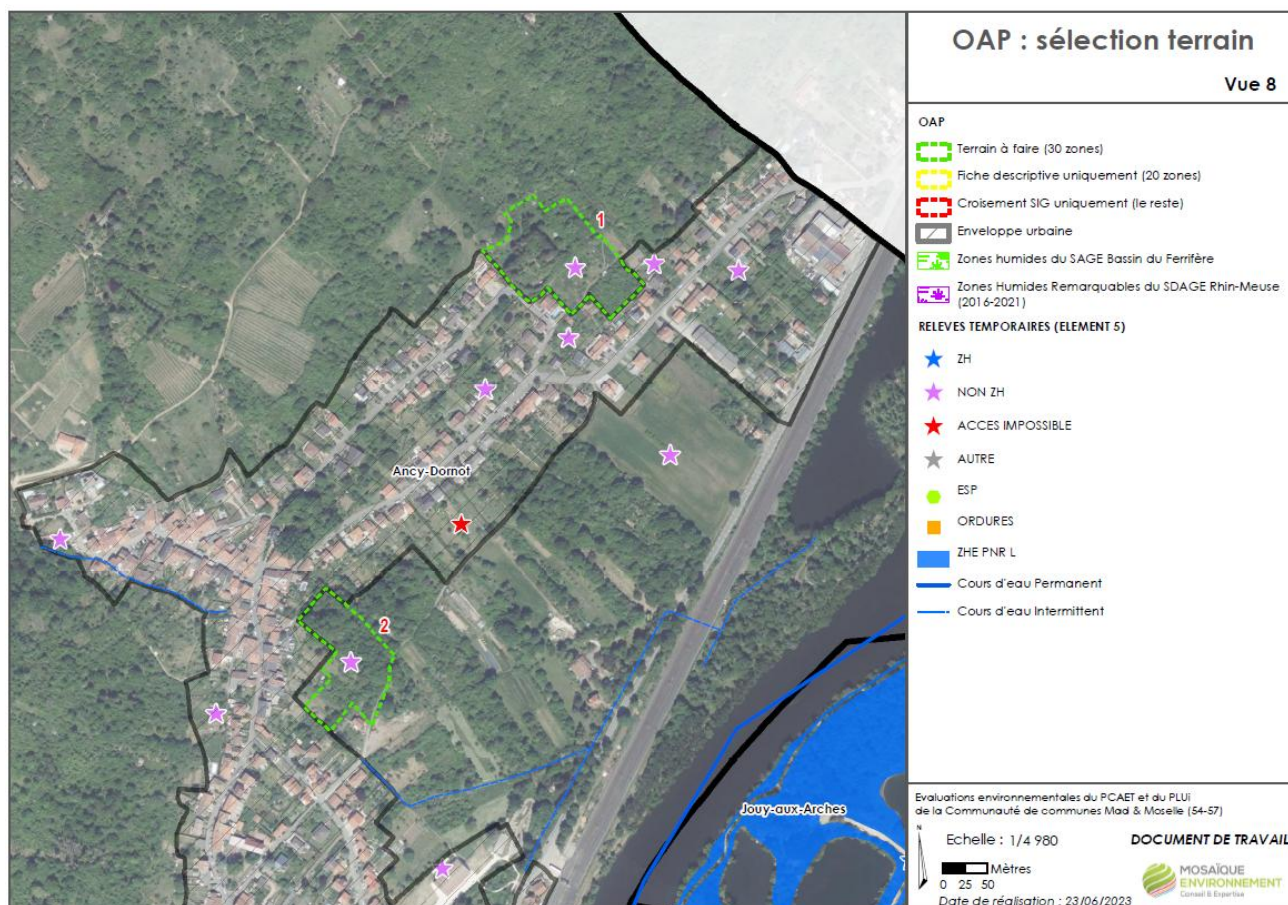 OAP : sélection terrain
Vue 8
OAP
Terrain à faire (30 zones)
Fiche descriptive uniquement (20 zones)
Croisement SIG uniquement (le reste)
Enveloppe urbaine
Zones humides du SAGE Bassin du Ferrifère
Zones Humides Remarquables du SDAGE Rhin-Meuse
(2016-2021)
RELEVES TEMPORAIRES (ELEMENT 5)
ZH
NON ZH
ACCES IMPOSSIBLE
AUTRE
ESP
ORDURES
ZHE PNR L
Cours d'eau Permanent
Cours d'eau Intermittent
1
Ancy-Dornot
2
Jouy-aux-Arches
Evaluations environnementales du PCAET et du PLUi
de la Communauté de communes Mad & Moselle (54-57)
N
Echelle : 1/4 980
DOCUMENT DE TRAVAIL
Mètres
0 25 50
Date de réalisation : 23/06/2023
MOSAÏQUE
ENVIRONNEMENT
Conseil & Expertise